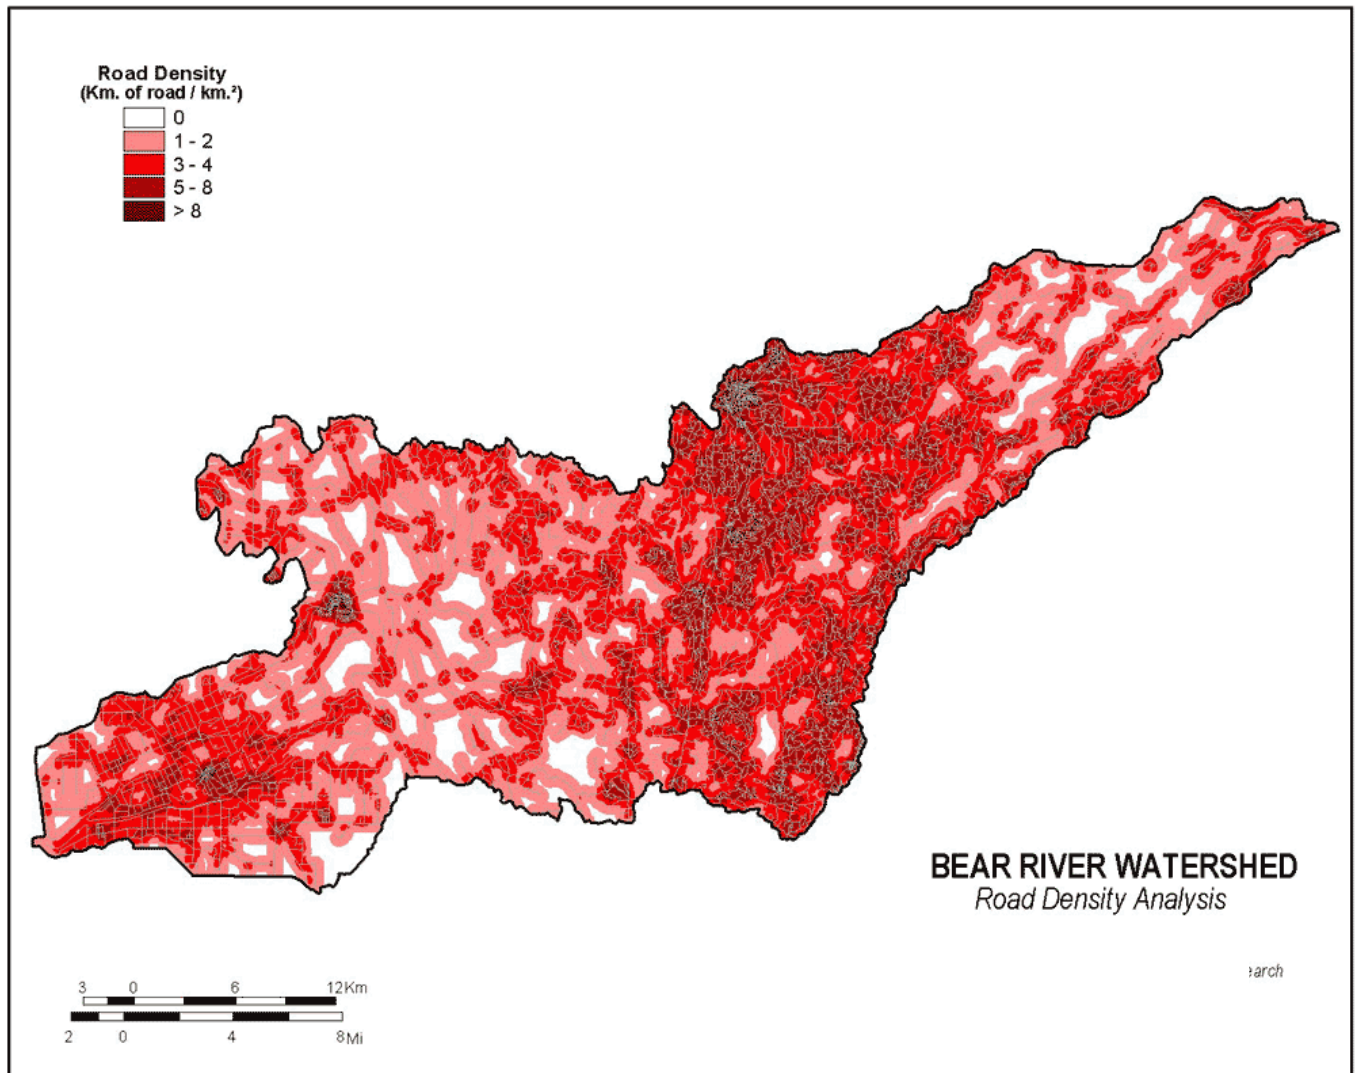 Road Density
(Km. of road / km.²)
0
1 - 2
3 - 4
5 - 8
> 8
BEAR RIVER WATERSHED
Road Density Analysis
3 0 6 12Km
2 0 4 8Mi